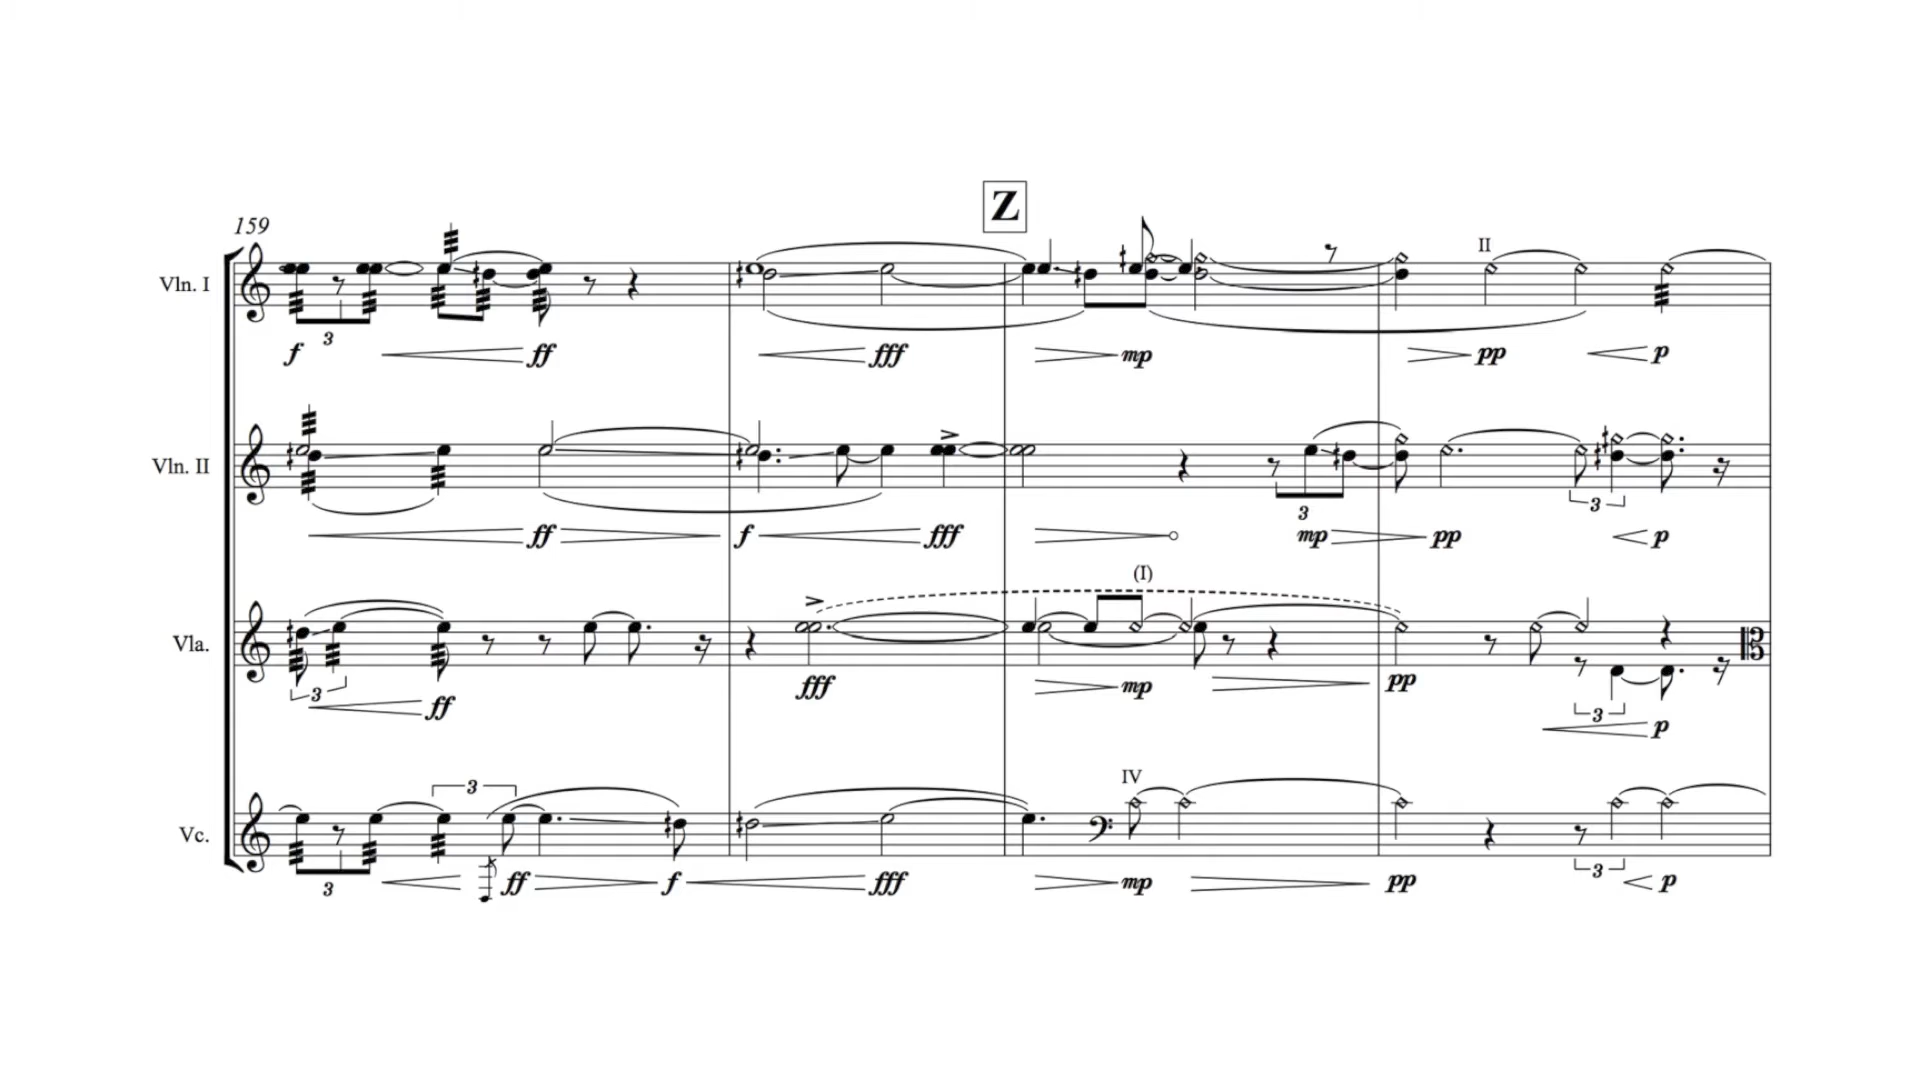 Z
159
II
Vln. I
3
f ff fff mp pp p
Vln. II
3
3
ff f fff mp pp p
(I)
Vla.
3
ff fff mp pp
3
p
IV
3
Vc.
3
3
ff f fff mp pp p